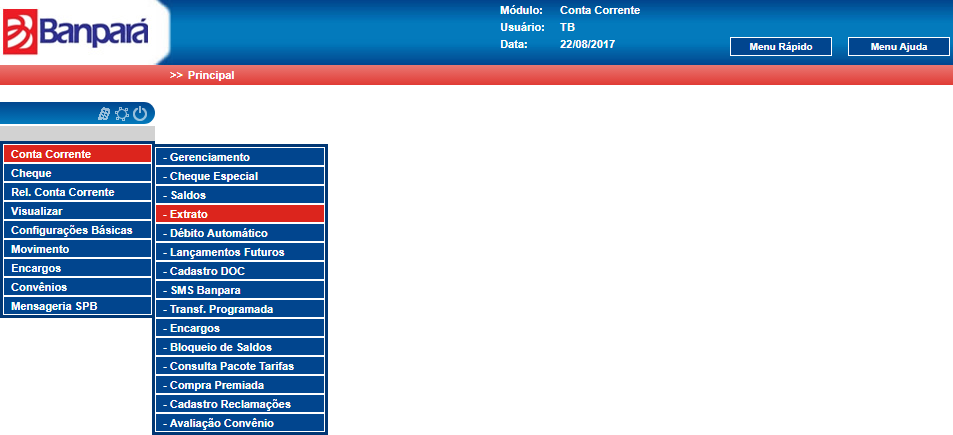 Banpará
Módulo: Conta Corrente
Usuário: TB
Data: 22/08/2017
Menu Rápido
Menu Ajuda
>> Principal
Conta Corrente
Cheque
Rel. Conta Corrente
Visualizar
Configurações Básicas
Movimento
Encargos
Convênios
Mensageria SPB
- Gerenciamento
- Cheque Especial
- Saldos
- Extrato
- Débito Automático
- Lançamentos Futuros
- Cadastro DOC
- SMS Banpara
- Transf. Programada
- Encargos
- Bloqueio de Saldos
- Consulta Pacote Tarifas
- Compra Premiada
- Cadastro Reclamações
- Avaliação Convênio